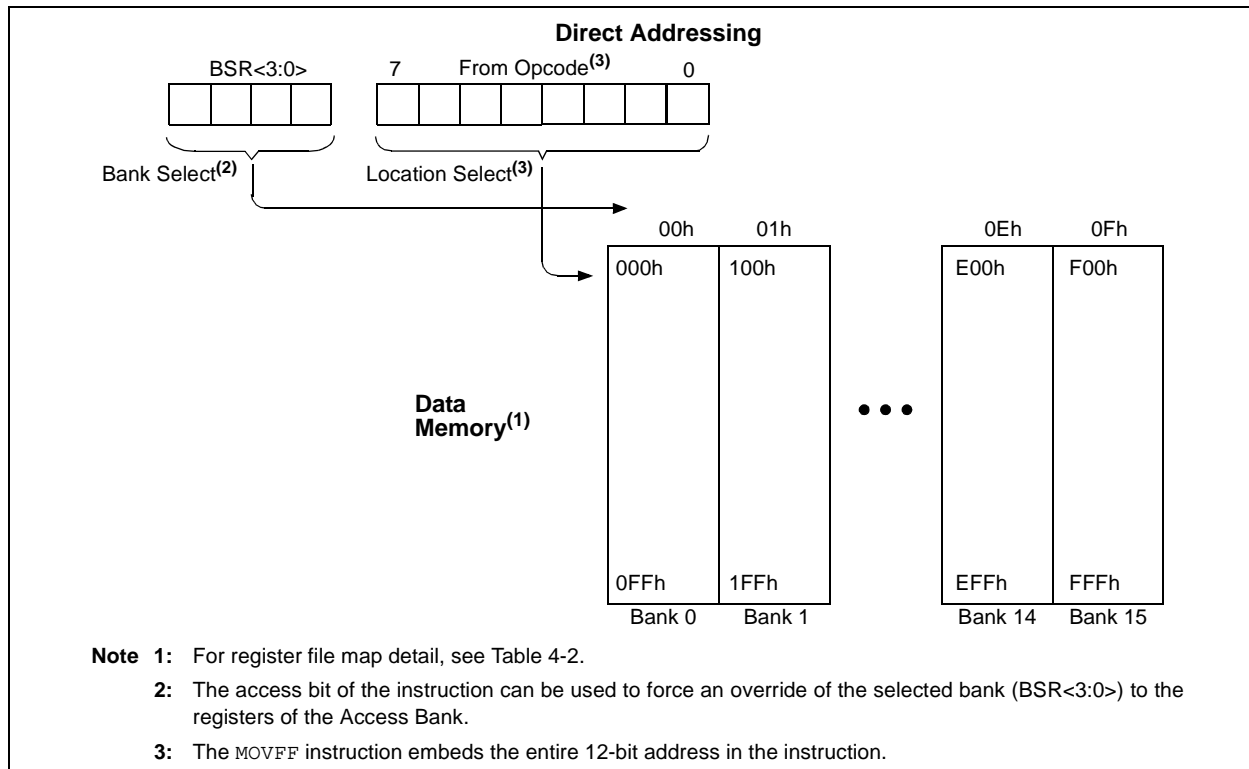 Direct Addressing
BSR<3:0> 7 From Opcode(3) 0
Bank Select(2) Location Select(3)
00h 01h 0Eh 0Fh
000h 100h E00h F00h
Data
Memory(1)
0FFh 1FFh EFFh FFFh
Bank 0 Bank 1 Bank 14 Bank 15
Note 1: For register file map detail, see Table 4-2.
2: The access bit of the instruction can be used to force an override of the selected bank (BSR<3:0>) to the
registers of the Access Bank.
3: The MOVFF instruction embeds the entire 12-bit address in the instruction.